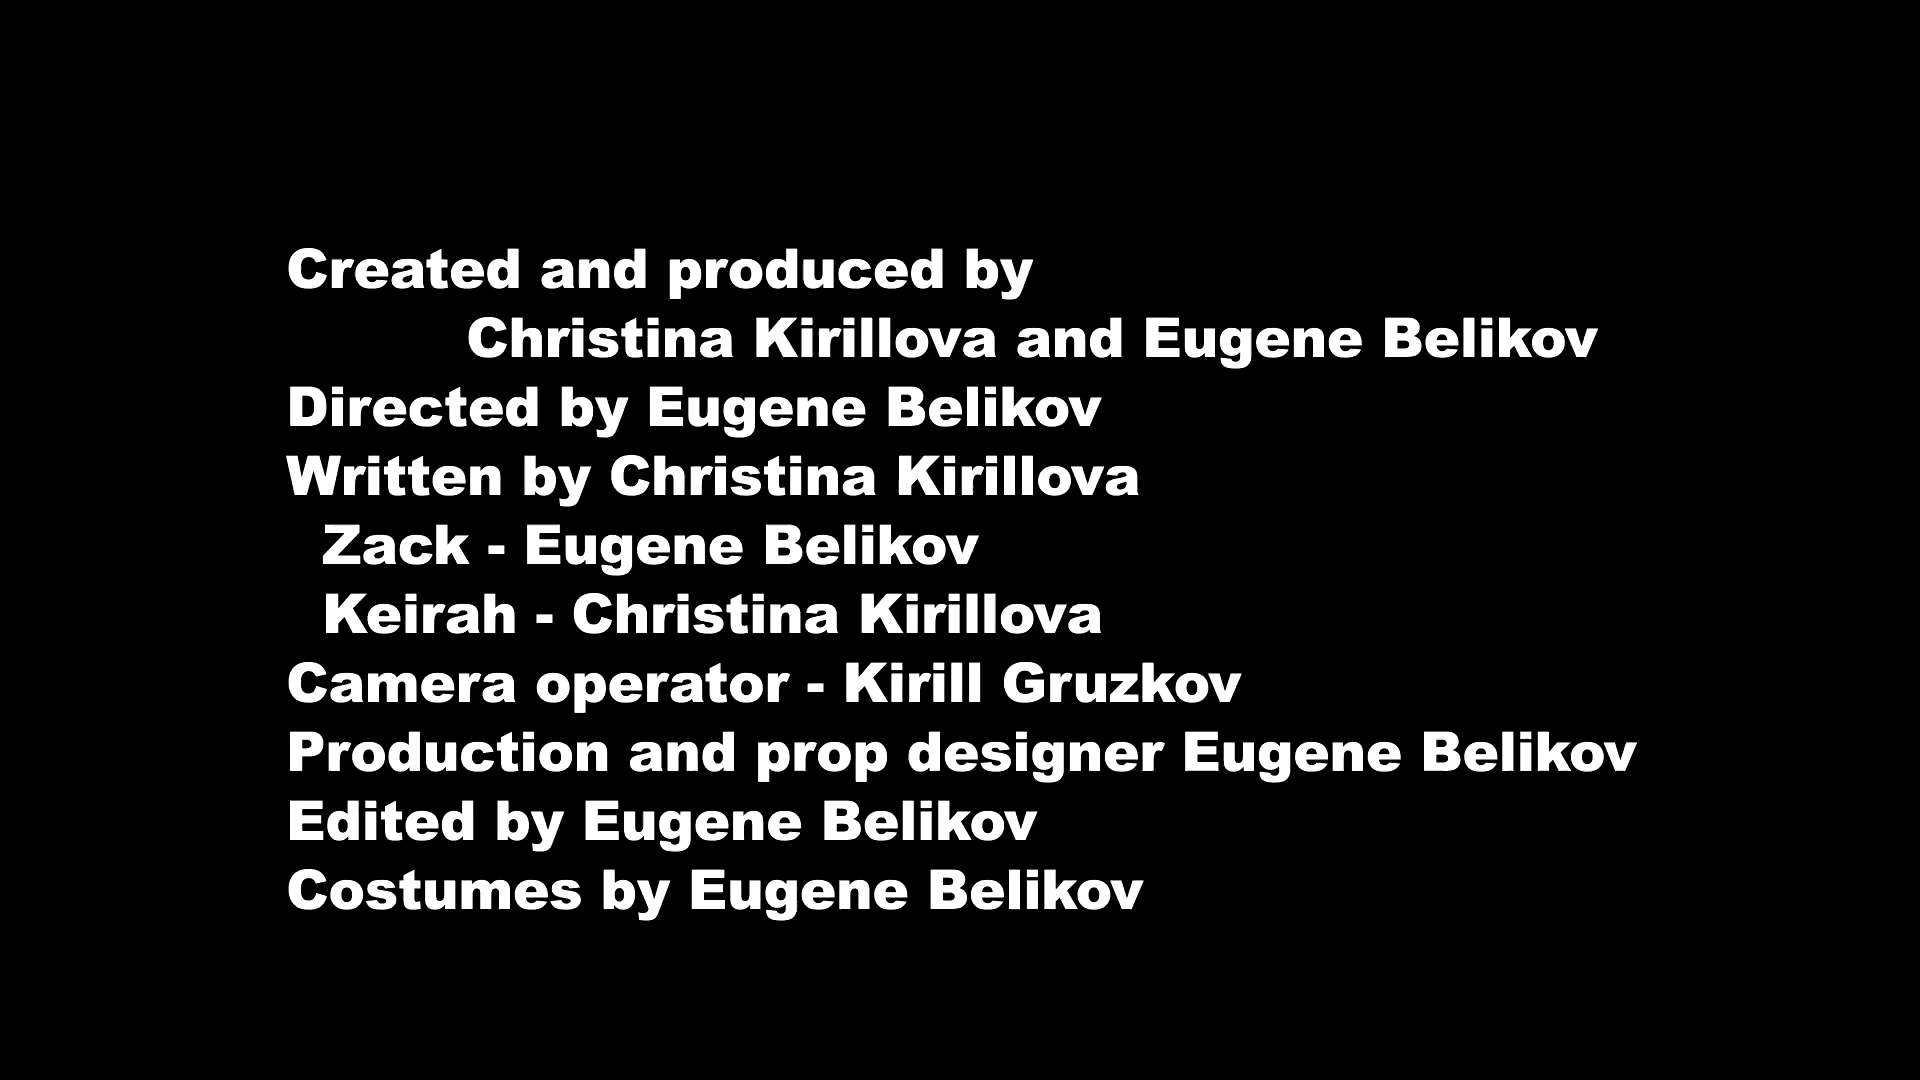 Created and produced by
Christina Kirillova and Eugene Belikov
Directed by Eugene Belikov
Written by Christina Kirillova
Zack - Eugene Belikov
Keirah - Christina Kirillova
Camera operator - Kirill Gruzkov
Production and prop designer Eugene Belikov
Edited by Eugene Belikov
Costumes by Eugene Belikov